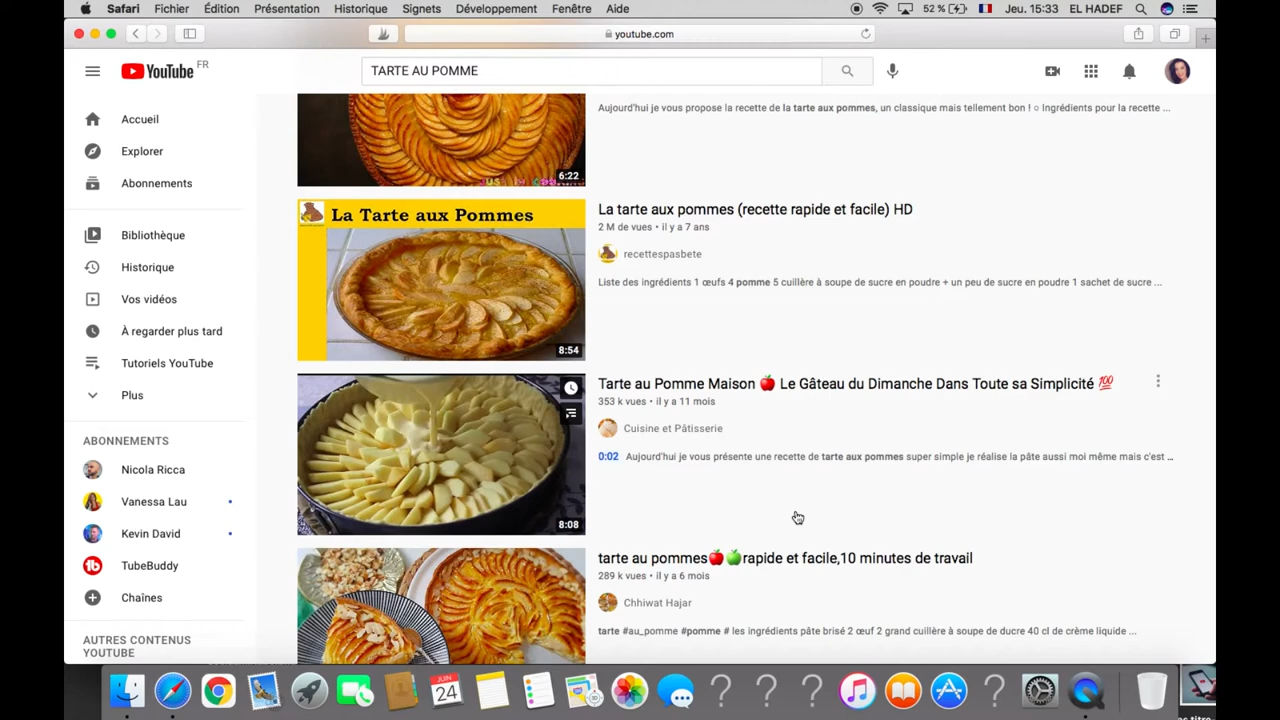 Safari Fichier Édition Présentation Historique Signets Développement Fenêtre Aide 52 % Jeu. 15:33 EL HADEF
youtube.com
YouTube FR
TARTE AU POMME
Accueil
Explorer
Abonnements
Bibliothèque
Historique
Vos vidéos
À regarder plus tard
Tutoriels YouTube
Plus
ABONNEMENTS
Nicola Ricca
Vanessa Lau
Kevin David
TubeBuddy
Chaînes
AUTRES CONTENUS
YOUTUBE
Aujourd'hui je vous propose la recette de la tarte aux pommes, un classique mais tellement bon ! ○ Ingrédients pour la recette ...
6:22
La Tarte aux Pommes
8:54
La tarte aux pommes (recette rapide et facile) HD
2 M de vues • il y a 7 ans
recettespasbete
Liste des ingrédients 1 œufs 4 pomme 5 cuillère à soupe de sucre en poudre + un peu de sucre en poudre 1 sachet de sucre ...
8:08
Tarte au Pomme Maison 🍎 Le Gâteau du Dimanche Dans Toute sa Simplicité 💯
353 k vues • il y a 11 mois
Cuisine et Pâtisserie
0:02 Aujourd'hui je vous présente une recette de tarte aux pommes super simple je réalise la pâte aussi moi même mais c'est ...
tarte au pommes🍎🍏rapide et facile,10 minutes de travail
289 k vues • il y a 6 mois
Chhiwat Hajar
tarte #au_pomme #pomme # les ingrédients pâte brisé 2 œuf 2 grand cuillère à soupe de ducre 40 cl de crème liquide ...
JUN
24